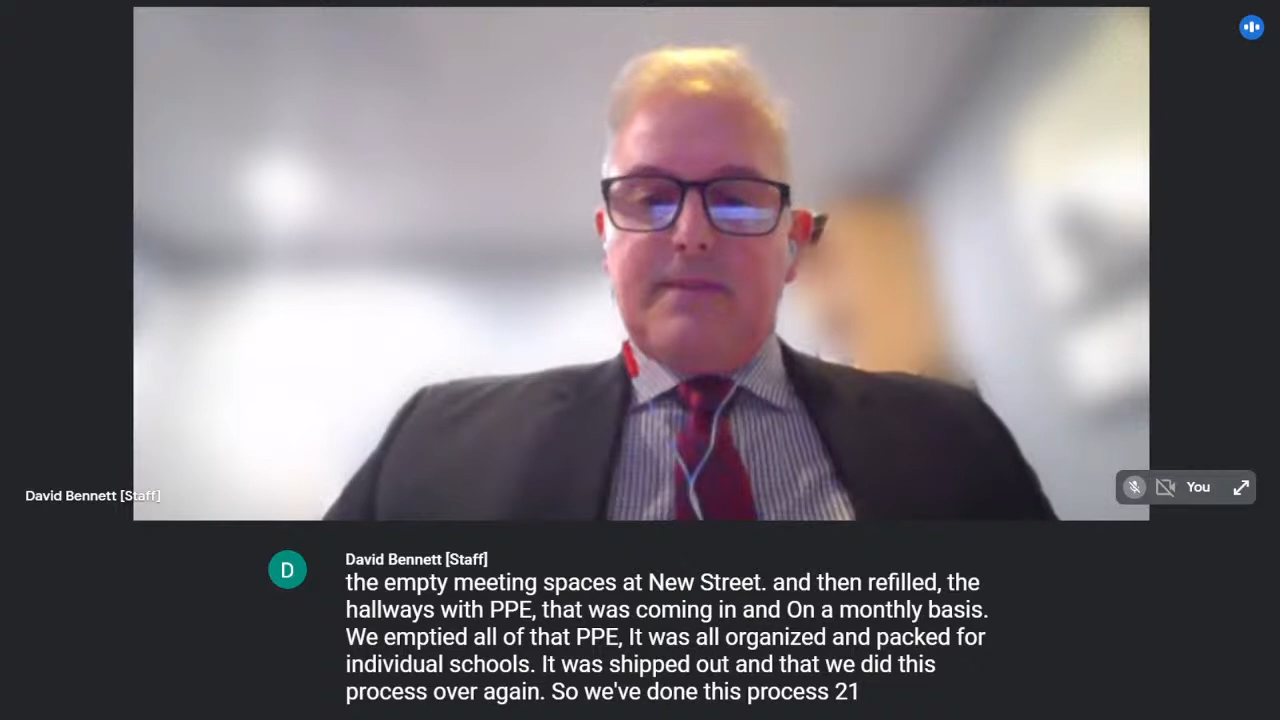 David Bennett [Staff]
You
D
David Bennett [Staff]
the empty meeting spaces at New Street. and then refilled, the
hallways with PPE, that was coming in and On a monthly basis.
We emptied all of that PPE, It was all organized and packed for
individual schools. It was shipped out and that we did this
process over again. So we've done this process 21